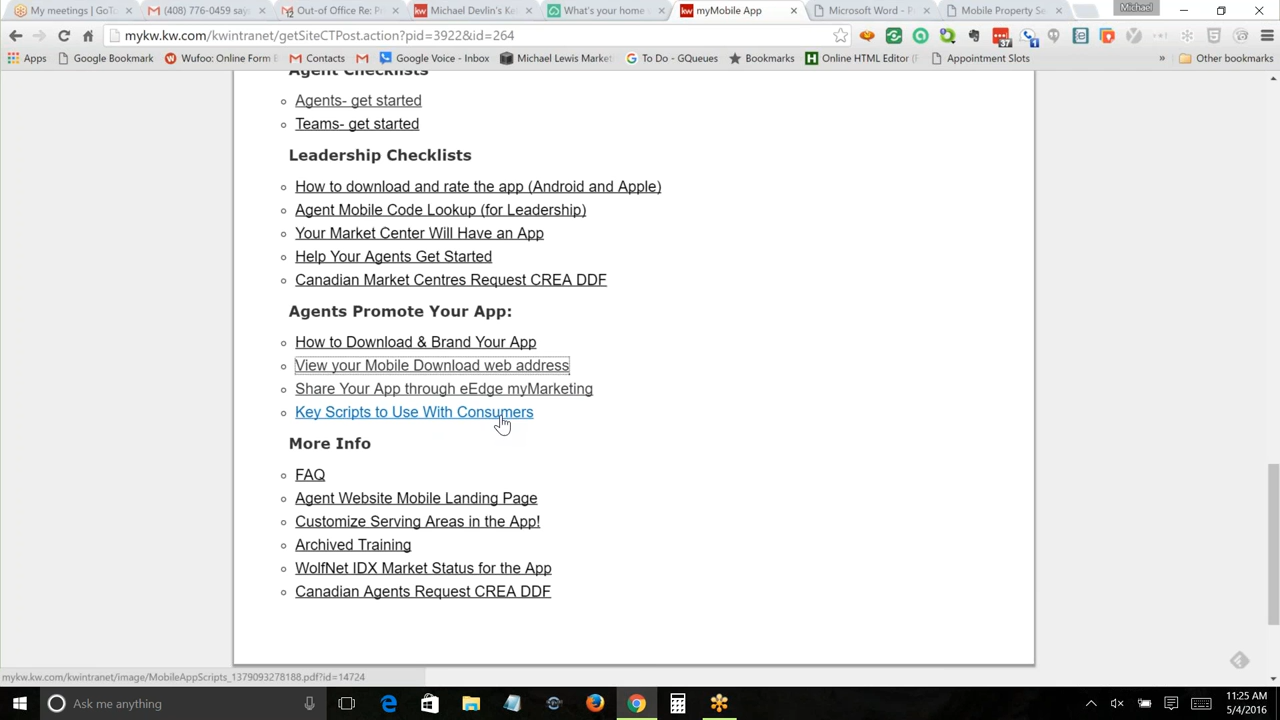 My meetings | GoTo
(408) 776-0459 says
Out-of Office Re: Pr
Michael Devlin's Ke
What's your home
myMobile App
Microsoft Word - P
Mobile Property Se
Michael
mykw.kw.com/kwintranet/getSiteCTPost.action?pid=3922&id=264
Apps
Google Bookmark
Wufoo: Online Form
Contacts
Google Voice - Inbox
Michael Lewis Market
To Do - GQueues
Bookmarks
Online HTML Editor (
Appointment Slots
»
Other bookmarks
Agent Checklists
Agents- get started
Teams- get started
Leadership Checklists
How to download and rate the app (Android and Apple)
Agent Mobile Code Lookup (for Leadership)
Your Market Center Will Have an App
Help Your Agents Get Started
Canadian Market Centres Request CREA DDF
Agents Promote Your App:
How to Download & Brand Your App
View your Mobile Download web address
Share Your App through eEdge myMarketing
Key Scripts to Use With Consumers
More Info
FAQ
Agent Website Mobile Landing Page
Customize Serving Areas in the App!
Archived Training
WolfNet IDX Market Status for the App
Canadian Agents Request CREA DDF
mykw.kw.com/kwintranet/image/MobileAppScripts_1379093278188.pdf?id=14724
Ask me anything
11:25 AM
5/4/2016